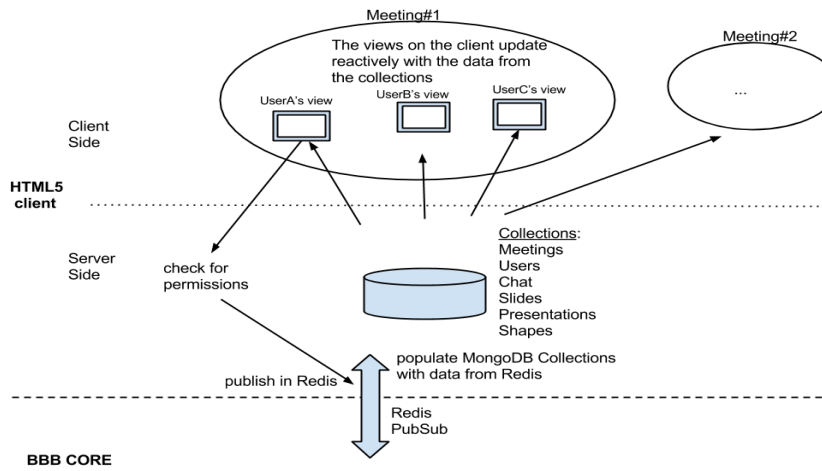 Meeting#1
Meeting#2
The views on the client update
reactively with the data from
the collections
UserA's view
UserB's view
UserC's view
...
Client
Side
HTML5
client
Server
Side
check for
permissions
Collections:
Meetings
Users
Chat
Slides
Presentations
Shapes
populate MongoDB Collections
with data from Redis
publish in Redis
Redis
PubSub
BBB CORE